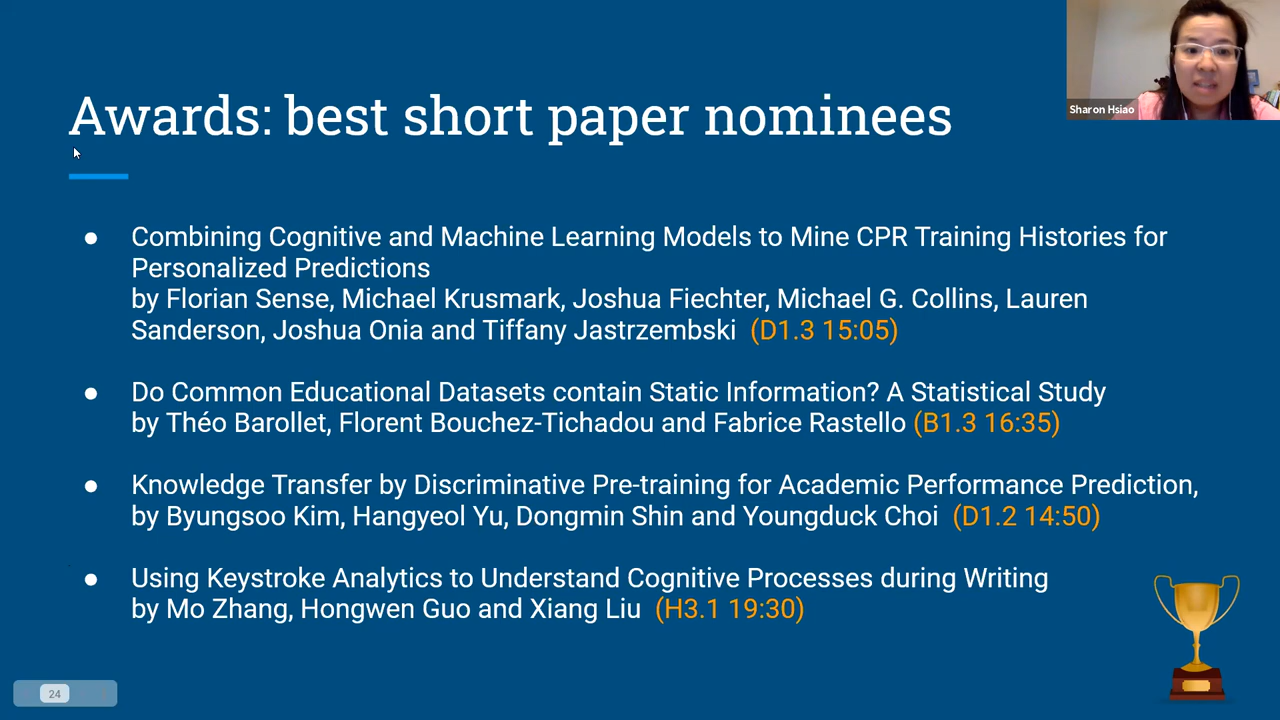 Sharon Hsiao
Awards: best short paper nominees
● Combining Cognitive and Machine Learning Models to Mine CPR Training Histories for
Personalized Predictions
by Florian Sense, Michael Krusmark, Joshua Fiechter, Michael G. Collins, Lauren
Sanderson, Joshua Onia and Tiffany Jastrzembski (D1.3 15:05)
● Do Common Educational Datasets contain Static Information? A Statistical Study
by Théo Barollet, Florent Bouchez-Tichadou and Fabrice Rastello (B1.3 16:35)
● Knowledge Transfer by Discriminative Pre-training for Academic Performance Prediction,
by Byungsoo Kim, Hangyeol Yu, Dongmin Shin and Youngduck Choi (D1.2 14:50)
● Using Keystroke Analytics to Understand Cognitive Processes during Writing
by Mo Zhang, Hongwen Guo and Xiang Liu (H3.1 19:30)
24